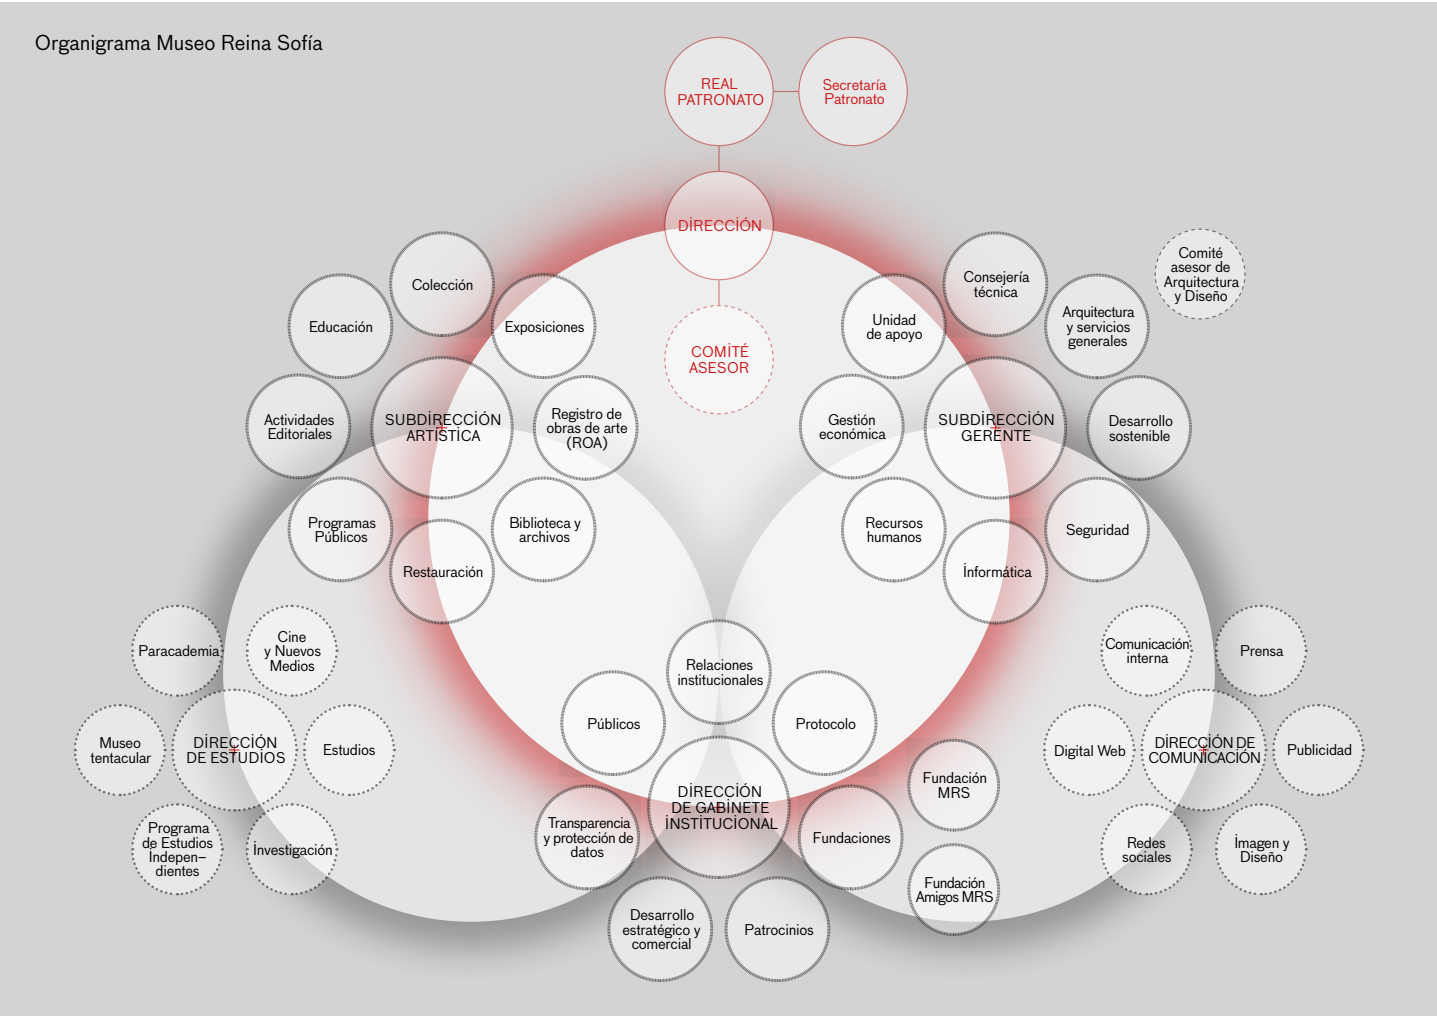 Organigrama Museo Reina Sofía
REAL
PATRONATO
Secretaría
Patronato
DIRECCIÓN
COMITÉ
ASESOR
Colección
Educación
Exposiciones
Actividades
Editoriales
SUBDIRECCIÓN
ARTÍSTICA
Registro de
obras de arte
(ROA)
Programas
Públicos
Biblioteca y
archivos
Restauración
Consejería
técnica
Unidad
de apoyo
Arquitectura
y servicios
generales
Comité
asesor de
Arquitectura
y Diseño
Gestión
económica
SUBDIRECCIÓN
GERENTE
Desarrollo
sostenible
Recursos
humanos
Informática
Seguridad
Paracademia
Cine
y Nuevos
Medios
Museo
tentacular
DIRECCIÓN
DE ESTUDIOS
Estudios
Programa
de Estudios
Indepen–
dientes
Investigación
Relaciones
institucionales
Públicos
Protocolo
DIRECCIÓN
DE GABINETE
INSTITUCIONAL
Transparencia
y protección de
datos
Fundaciones
Fundación
MRS
Fundación
Amigos MRS
Desarrollo
estratégico y
comercial
Patrocinios
Comunicación
interna
Prensa
Digital Web
DIRECCIÓN DE
COMUNICACIÓN
Publicidad
Redes
sociales
Imagen y
Diseño